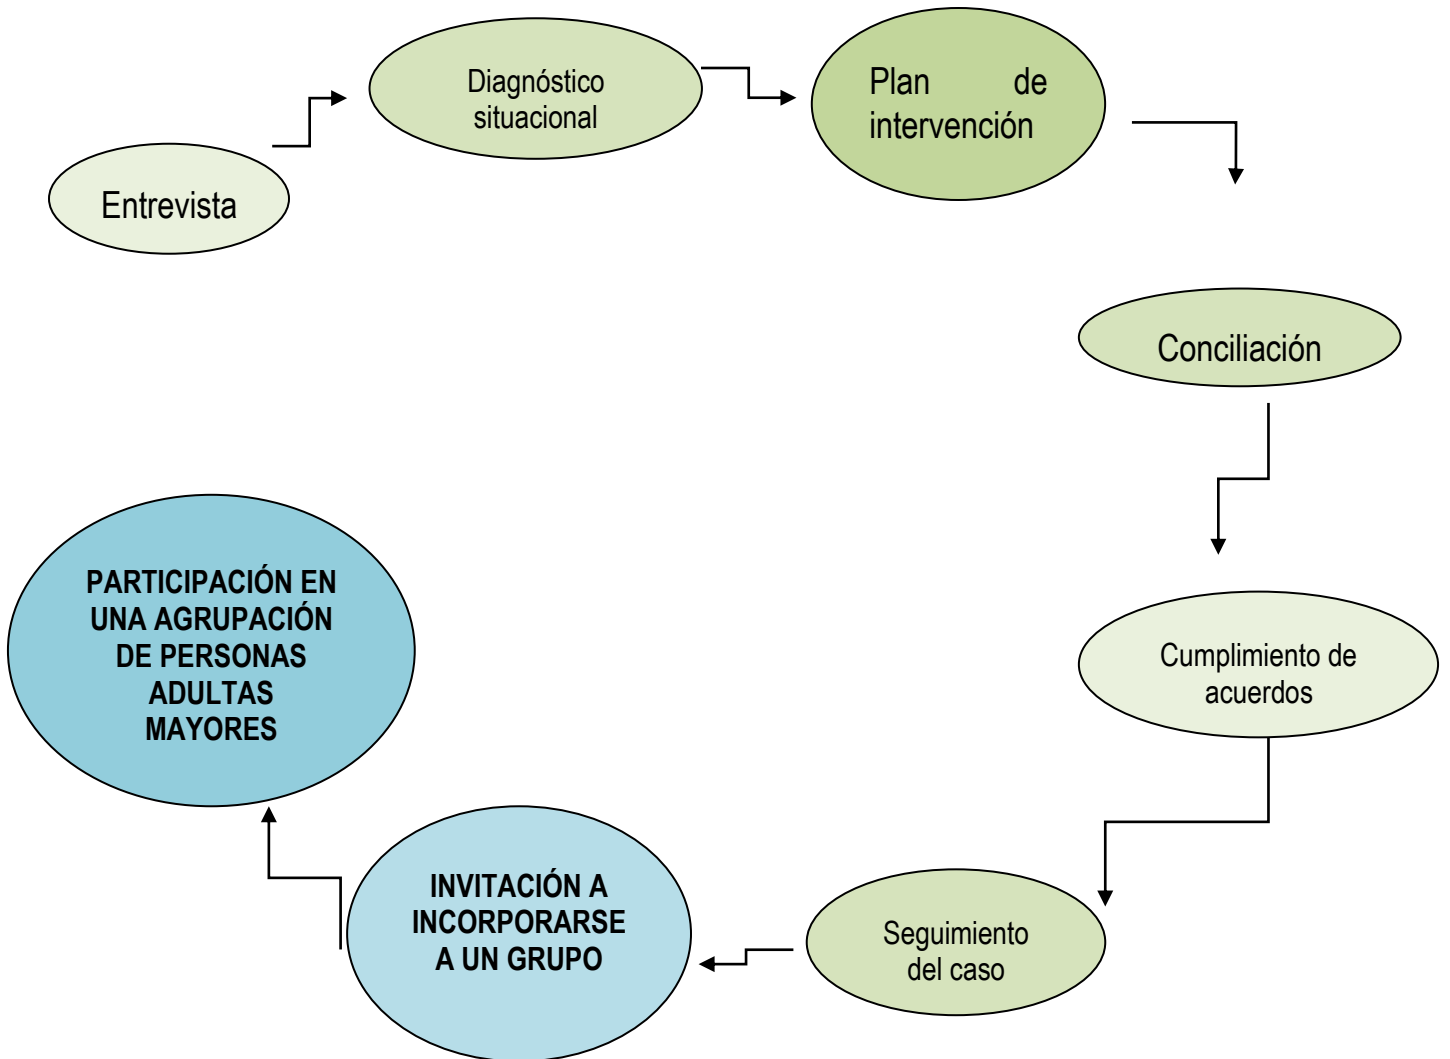 Entrevista
Diagnóstico
situacional
Plan de
intervención
Conciliación
Cumplimiento de
acuerdos
Seguimiento
del caso
INVITACIÓN A
INCORPORARSE
A UN GRUPO
PARTICIPACIÓN EN
UNA AGRUPACIÓN
DE PERSONAS
ADULTAS
MAYORES